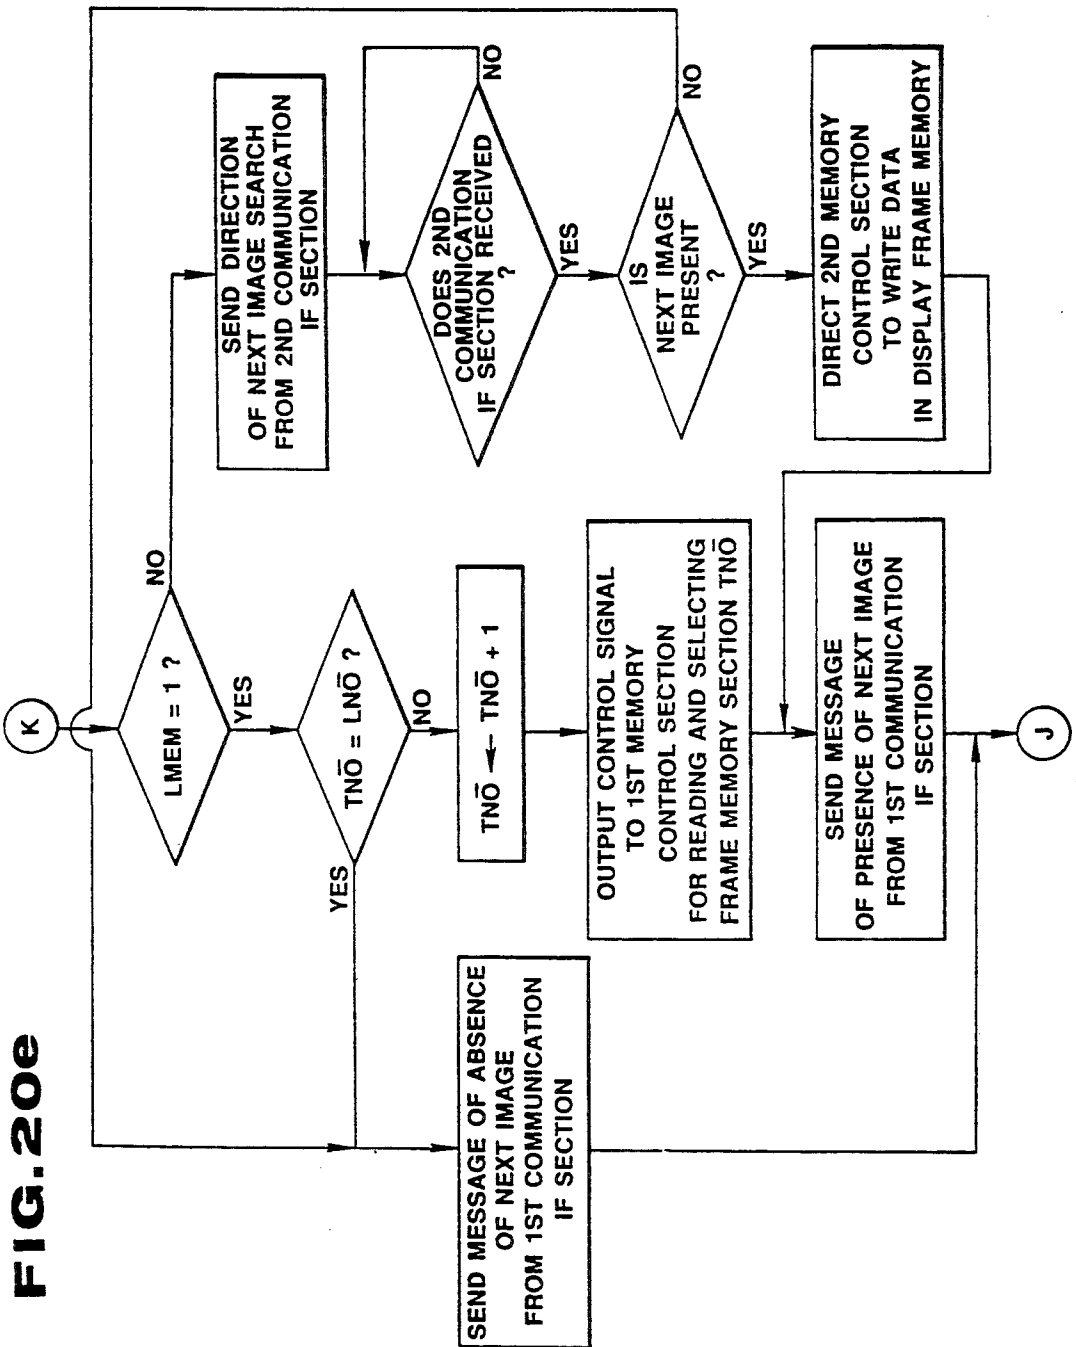 FIG.20e
K
LMEM = 1 ?
NO
YES
TNŌ = LNŌ ?
YES
NO
TNŌ ← TNŌ + 1
OUTPUT CONTROL SIGNAL
TO 1ST MEMORY
CONTROL SECTION
FOR READING AND SELECTING
FRAME MEMORY SECTION TNŌ
SEND MESSAGE
OF PRESENCE OF NEXT IMAGE
FROM 1ST COMMUNICATION
IF SECTION
J
SEND MESSAGE OF ABSENCE
OF NEXT IMAGE
FROM 1ST COMMUNICATION
IF SECTION
SEND DIRECTION
OF NEXT IMAGE SEARCH
FROM 2ND COMMUNICATION
IF SECTION
DOES 2ND
COMMUNICATION
IF SECTION RECEIVED
?
NO
YES
IS
NEXT IMAGE
PRESENT
?
NO
YES
DIRECT 2ND MEMORY
CONTROL SECTION
TO WRITE DATA
IN DISPLAY FRAME MEMORY